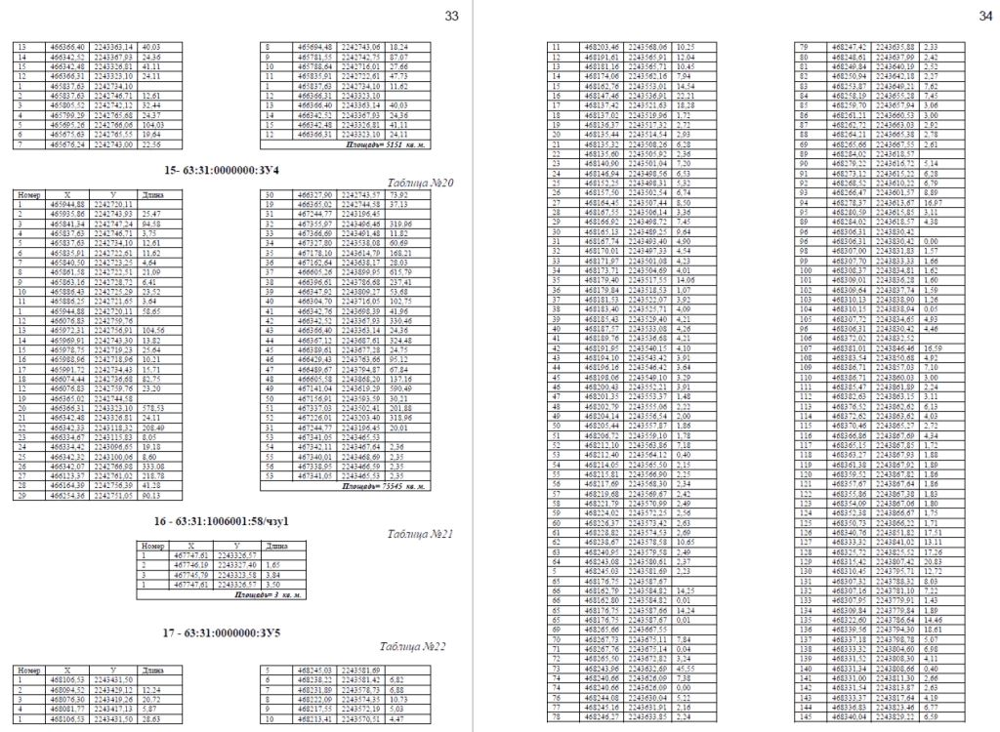 33
13 466366,40 2243363,14 40,03
14 466342,52 2243367,93 24,36
15 466342,48 2243326,81 41,11
12 466366,31 2243323,10 24,11
1 465837,63 2242734,10
2 465837,63 2242746,71 12,61
3 465805,52 2242742,12 32,44
4 465799,29 2242765,68 24,37
5 465695,26 2242766,06 104,03
6 465675,63 2242765,55 19,64
7 465676,24 2242743,00 22,56
8 465694,48 2242743,06 18,24
9 465781,55 2242742,75 87,07
10 465788,64 2242716,01 27,66
11 465835,91 2242722,61 47,73
1 465837,63 2242734,10 11,62
12 466366,31 2243323,10
13 466366,40 2243363,14 40,03
14 466342,52 2243367,93 24,36
15 466342,48 2243326,81 41,11
12 466366,31 2243323,10 24,11
Площадь= 5151 кв. м.
15- 63:31:0000000:ЗУ4
Таблица №20
Номер X Y Длина
1 465944,88 2242720,11
2 465935,86 2242743,93 25,47
3 465841,34 2242747,24 94,58
4 465837,63 2242746,71 3,75
5 465837,63 2242734,10 12,61
6 465835,91 2242722,61 11,62
7 465840,50 2242723,25 4,64
8 465861,58 2242722,51 21,09
9 465863,16 2242728,72 6,41
10 465886,43 2242725,29 23,52
11 465886,25 2242721,65 3,64
1 465944,88 2242720,11 58,65
12 466076,83 2242759,76
13 465972,31 2242756,91 104,56
14 465969,91 2242743,30 13,82
15 465978,75 2242719,23 25,64
16 465988,96 2242718,96 10,21
17 465991,72 2242734,43 15,71
18 466074,44 2242736,68 82,75
12 466076,83 2242759,76 23,20
19 466365,02 2242744,58
20 466366,31 2243323,10 578,53
21 466342,48 2243326,81 24,11
22 466342,33 2243118,32 208,49
23 466334,67 2243115,83 8,05
24 466334,42 2243096,65 19,18
25 466342,32 2243100,06 8,60
26 466342,07 2242766,98 333,08
27 466123,37 2242761,02 218,78
28 466164,39 2242756,39 41,28
29 466254,36 2242751,05 90,13
30 466327,90 2242743,57 73,92
19 466365,02 2242744,58 37,13
31 467244,77 2243196,45
32 467355,97 2243496,46 319,96
33 467366,69 2243491,48 11,82
34 467327,80 2243538,08 60,69
35 467178,10 2243614,79 168,21
36 467162,64 2243638,17 28,03
37 466605,26 2243899,95 615,79
38 466396,61 2243786,68 237,41
39 466347,92 2243809,27 53,68
40 466304,70 2243716,05 102,75
41 466342,76 2243698,39 41,96
42 466342,52 2243367,93 330,46
43 466366,40 2243363,14 24,36
44 466367,12 2243687,61 324,48
45 466389,61 2243677,28 24,75
46 466429,43 2243763,66 95,12
47 466489,67 2243794,87 67,84
48 466605,58 2243868,20 137,16
49 467141,04 2243619,29 590,49
50 467156,91 2243593,59 30,21
51 467337,03 2243502,41 201,88
52 467226,01 2243203,40 318,96
31 467244,77 2243196,45 20,01
53 467341,05 2243465,53
54 467342,11 2243467,64 2,36
55 467340,01 2243468,69 2,35
56 467338,95 2243466,59 2,35
53 467341,05 2243465,53 2,35
Площадь= 75545 кв. м.
16 - 63:31:1006001:58/чзу1
Таблица №21
Номер X Y Длина
1 467747,61 2243326,57
2 467746,19 2243327,40 1,65
3 467745,79 2243323,58 3,84
1 467747,61 2243326,57 3,50
Площадь= 3 кв. м.
17 - 63:31:0000000:ЗУ5
Таблица №22
Номер X Y Длина
1 468106,53 2243431,50
2 468094,52 2243429,12 12,24
3 468076,30 2243419,26 20,72
4 468081,77 2243417,13 5,87
1 468106,53 2243431,50 28,63
5 468245,03 2243581,69
6 468238,22 2243581,42 6,82
7 468231,89 2243578,73 6,88
8 468222,09 2243574,35 10,73
9 468217,55 2243572,19 5,03
10 468213,41 2243570,51 4,47
34
11 468203,46 2243568,06 10,25
12 468191,61 2243565,91 12,04
13 468181,16 2243565,71 10,45
14 468174,06 2243562,16 7,94
15 468162,76 2243553,01 14,54
16 468147,46 2243536,91 22,21
17 468137,42 2243521,63 18,28
18 468137,02 2243519,96 1,72
19 468136,37 2243517,32 2,72
20 468135,44 2243514,54 2,93
21 468135,32 2243508,26 6,28
22 468135,60 2243505,92 2,36
23 468140,90 2243501,04 7,20
24 468146,94 2243498,56 6,53
25 468152,25 2243498,31 5,32
26 468157,50 2243502,54 6,74
27 468164,45 2243507,44 8,50
28 468167,55 2243506,14 3,36
29 468166,92 2243498,72 7,45
30 468165,13 2243489,25 9,64
31 468167,74 2243493,40 4,90
32 468170,01 2243497,33 4,54
33 468171,97 2243501,08 4,23
34 468173,71 2243504,69 4,01
35 468179,40 2243517,55 14,06
36 468179,84 2243518,53 1,07
37 468181,53 2243522,07 3,92
38 468183,40 2243525,71 4,09
39 468185,43 2243529,40 4,21
40 468187,57 2243533,08 4,26
41 468189,76 2243536,68 4,21
42 468191,95 2243540,15 4,10
43 468194,10 2243543,42 3,91
44 468196,16 2243546,42 3,64
45 468198,06 2243549,10 3,29
46 468200,43 2243552,21 3,91
47 468201,35 2243553,37 1,48
48 468202,79 2243555,06 2,22
49 468204,14 2243556,54 2,00
50 468205,44 2243557,87 1,86
51 468206,72 2243559,10 1,78
52 468212,10 2243563,86 7,18
53 468212,40 2243564,12 0,40
54 468214,05 2243565,50 2,15
55 468215,81 2243566,90 2,25
56 468217,69 2243568,30 2,34
57 468219,68 2243569,67 2,42
58 468221,79 2243570,99 2,49
59 468224,02 2243572,25 2,56
60 468226,37 2243573,42 2,63
61 468228,82 2243574,53 2,69
62 468238,67 2243578,58 10,65
63 468240,95 2243579,58 2,49
64 468243,08 2243580,61 2,37
5 468245,03 2243581,69 2,23
65 468176,75 2243587,67
66 468162,79 2243584,82 14,25
66 468162,80 2243584,82 0,01
65 468176,75 2243587,66 14,24
65 468176,75 2243587,67 0,01
69 468265,66 2243667,55
70 468267,73 2243675,11 7,84
71 468267,76 2243675,14 0,04
72 468265,50 2243672,82 3,24
73 468243,96 2243632,69 45,55
74 468240,66 2243626,09 7,38
74 468240,66 2243626,09 0,00
76 468244,08 2243630,04 5,22
77 468245,16 2243631,91 2,16
78 468246,27 2243633,85 2,24
79 468247,42 2243635,88 2,33
80 468248,61 2243637,99 2,42
81 468249,84 2243640,19 2,52
82 468250,94 2243642,18 2,27
83 468253,87 2243649,21 7,62
84 468258,19 2243655,28 7,45
85 468259,70 2243657,94 3,06
86 468261,21 2243660,53 3,00
87 468262,72 2243663,03 2,92
88 468264,21 2243665,38 2,78
69 468265,66 2243667,55 2,61
89 468284,02 2243618,57
90 468279,22 2243616,72 5,14
91 468273,12 2243615,22 6,28
92 468268,52 2243610,22 6,79
93 468266,47 2243601,57 8,89
94 468278,37 2243613,67 16,97
95 468280,59 2243615,85 3,11
89 468284,02 2243618,57 4,38
96 468306,31 2243830,42
96 468306,31 2243830,42 0,00
98 468307,00 2243831,83 1,57
99 468307,70 2243833,33 1,66
100 468308,37 2243834,81 1,62
101 468309,01 2243836,28 1,60
102 468309,64 2243837,74 1,59
103 468310,13 2243838,90 1,26
104 468310,15 2243838,94 0,05
105 468307,72 2243834,65 4,93
96 468306,31 2243830,42 4,46
106 468372,02 2243832,52
107 468381,01 2243846,46 16,59
108 468383,54 2243850,68 4,92
109 468386,71 2243857,03 7,10
110 468386,71 2243860,03 3,00
111 468385,47 2243861,89 2,24
112 468382,63 2243863,15 3,11
113 468376,52 2243862,62 6,13
114 468372,62 2243863,62 4,03
115 468370,46 2243865,27 2,72
116 468366,86 2243867,69 4,34
117 468365,15 2243867,85 1,72
118 468363,27 2243867,93 1,88
119 468361,38 2243867,92 1,89
120 468359,52 2243867,82 1,86
121 468357,67 2243867,64 1,86
122 468355,86 2243867,38 1,83
123 468354,09 2243867,06 1,80
124 468352,38 2243866,67 1,75
125 468350,73 2243866,22 1,71
126 468340,76 2243851,82 17,51
127 468333,32 2243841,02 13,11
128 468325,72 2243825,52 17,26
129 468315,42 2243807,42 20,83
130 468310,45 2243795,71 12,72
131 468307,32 2243788,32 8,03
132 468307,16 2243781,10 7,22
133 468307,95 2243779,91 1,43
134 468309,84 2243779,84 1,89
135 468322,60 2243786,64 14,46
136 468339,56 2243794,30 18,61
137 468337,18 2243798,78 5,07
138 468333,32 2243804,60 6,98
139 468331,52 2243808,30 4,11
140 468331,34 2243808,66 0,40
141 468331,00 2243811,30 2,66
142 468331,54 2243813,87 2,63
143 468333,37 2243817,64 4,19
144 468336,83 2243823,46 6,77
145 468340,04 2243829,22 6,59